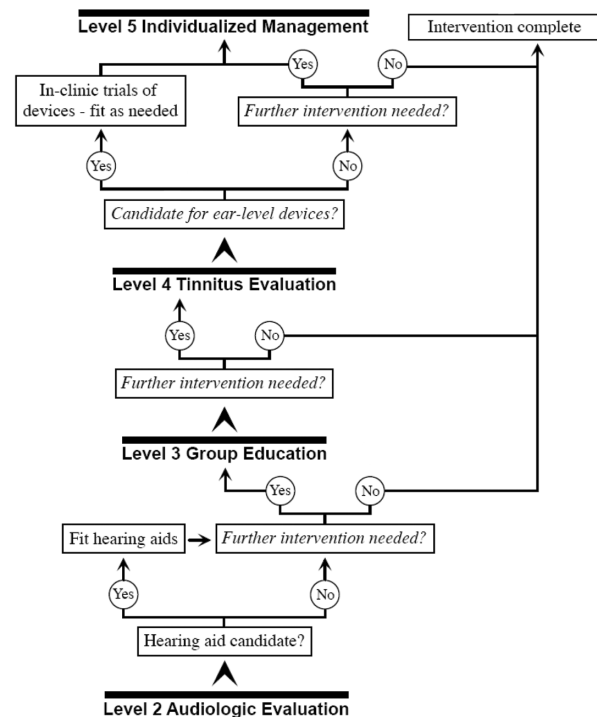 Level 5 Individualized Management
Intervention complete
Yes
No
In-clinic trials of
devices - fit as needed
Further intervention needed?
Yes
No
Candidate for ear-level devices?
Level 4 Tinnitus Evaluation
Yes
No
Further intervention needed?
Level 3 Group Education
Yes
No
Fit hearing aids
Further intervention needed?
Yes
No
Hearing aid candidate?
Level 2 Audiologic Evaluation